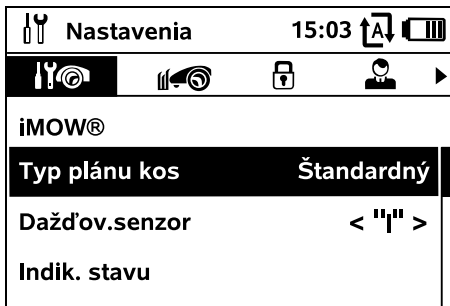 Nastavenia 15:03 A
iMOW®
Typ plánu kos Štandardný
Dažďov.senzor < "|" >
Indik. stavu